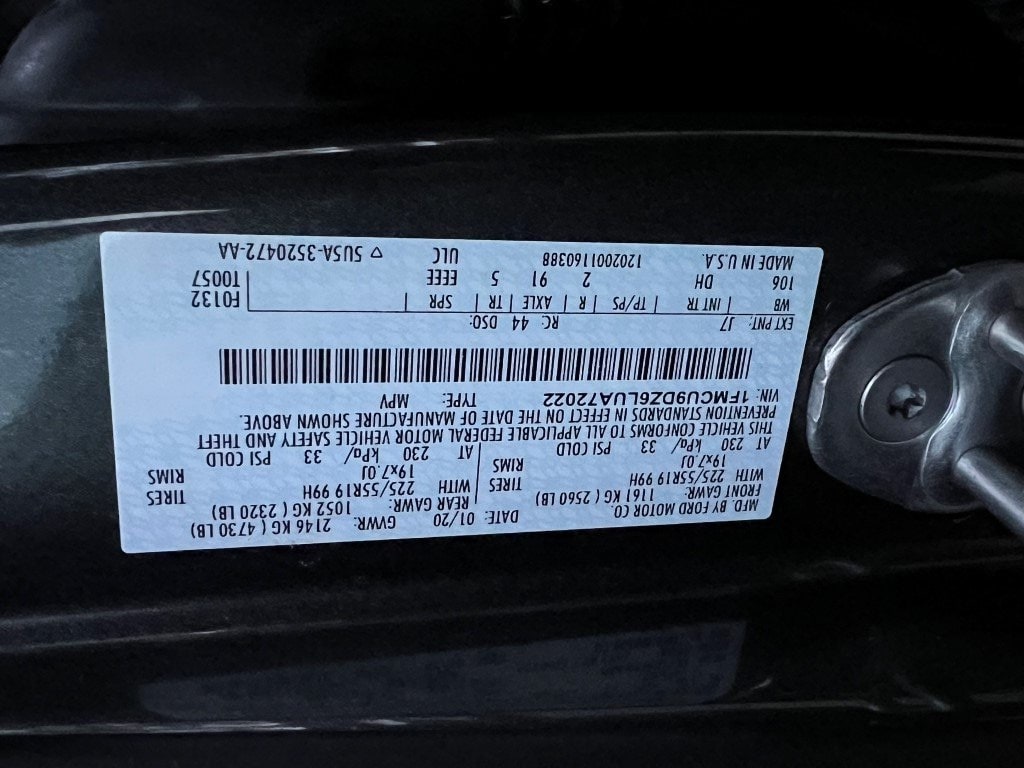 MFD. BY FORD MOTOR CO.
DATE: 01/20 GVWR: 2146 KG ( 4730 LB)
FRONT GAWR: 1161 KG ( 2560 LB) REAR GAWR: 1052 KG ( 2320 LB)
WITH 225/55R19 99H TIRES WITH 225/55R19 99H TIRES
19x7.0J RIMS 19x7.0J RIMS
AT 230 kPa/ 33 PSI COLD AT 230 kPa/ 33 PSI COLD
THIS VEHICLE CONFORMS TO ALL APPLICABLE FEDERAL MOTOR VEHICLE SAFETY AND THEFT
PREVENTION STANDARDS IN EFFECT ON THE DATE OF MANUFACTURE SHOWN ABOVE.
VIN: 1FMCU9DZ6LUA72022 TYPE: MPV
EXT PNT: J7 RC: 44 DSO:
WB | INT TR | TP/PS | R | AXLE | TR | SPR | F0132
106 DH 2 91 5 EEEE T0057
MADE IN U.S.A. 120200116038B ULC ▽ 5U5A-3520472-AA